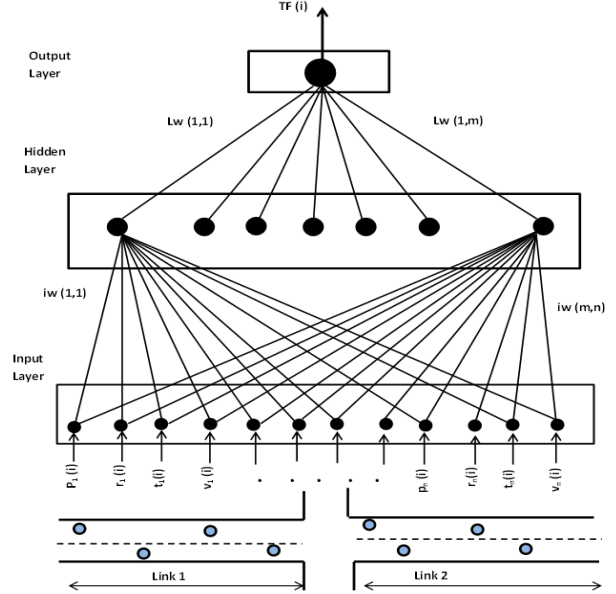 TF (i)
Output
Layer
Lw (1,1)
Lw (1,m)
Hidden
Layer
iw (1,1)
iw (m,n)
Input
Layer
p₁ (i)
r₁ (i)
t₁(i)
v₁ (i)
. . . .
pₙ (i)
rₙ(i)
tₙ(i)
vₙ (i)
Link 1
Link 2